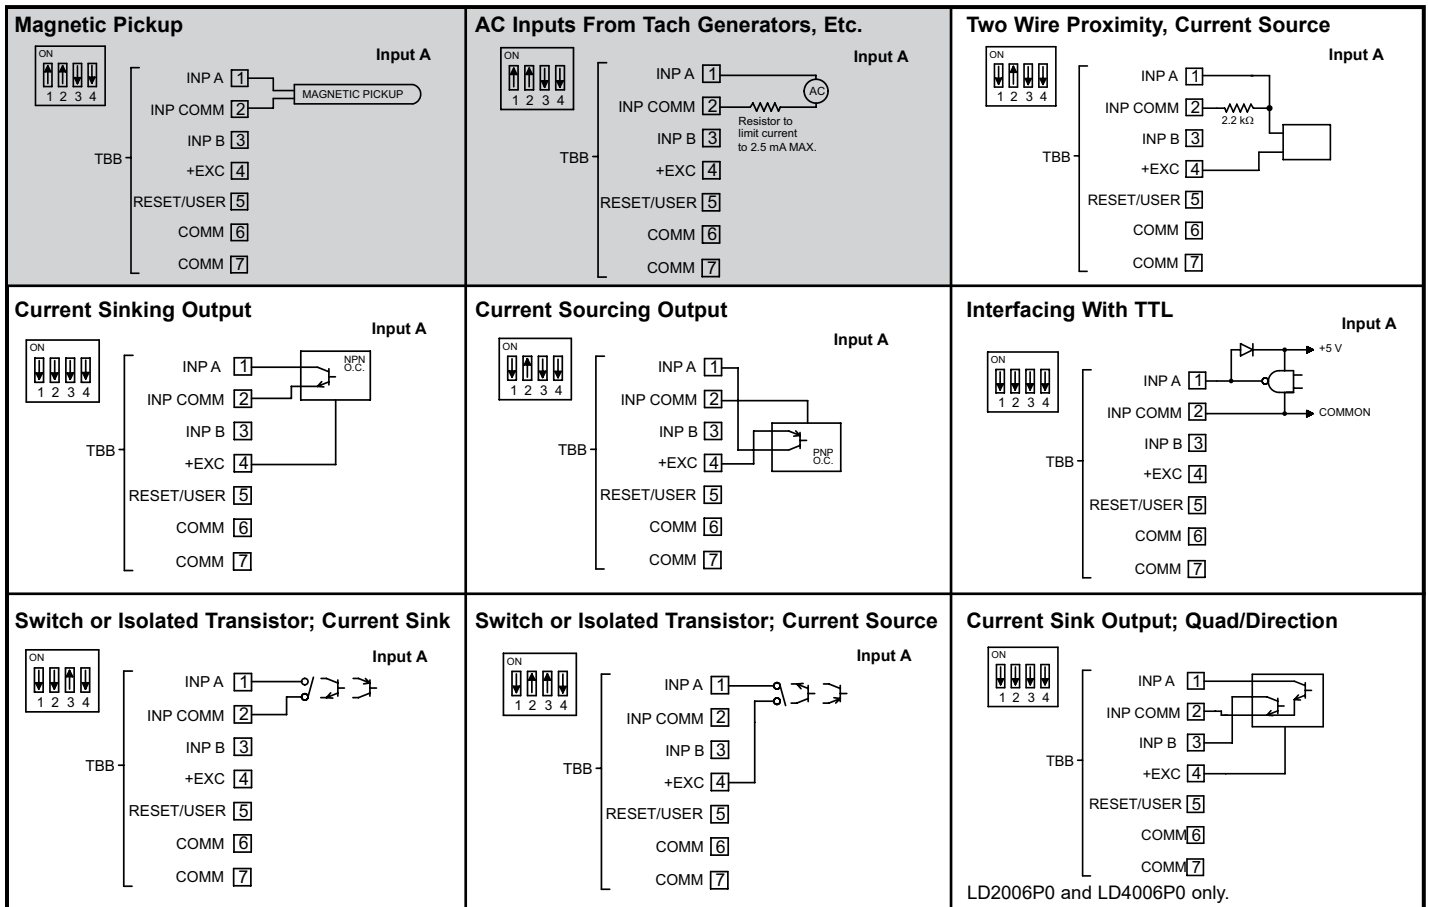 Magnetic Pickup
ON
1 2 3 4
Input A
INP A 1
MAGNETIC PICKUP
INP COMM 2
INP B 3
TBB
+EXC 4
RESET/USER 5
COMM 6
COMM 7
AC Inputs From Tach Generators, Etc.
ON
1 2 3 4
Input A
INP A 1
AC
INP COMM 2
Resistor to
limit current
to 2.5 mA MAX.
INP B 3
TBB
+EXC 4
RESET/USER 5
COMM 6
COMM 7
Two Wire Proximity, Current Source
ON
1 2 3 4
Input A
INP A 1
INP COMM 2
2.2 kΩ
INP B 3
TBB
+EXC 4
RESET/USER 5
COMM 6
COMM 7
Current Sinking Output
ON
1 2 3 4
Input A
INP A 1
NPN
O.C.
INP COMM 2
INP B 3
TBB
+EXC 4
RESET/USER 5
COMM 6
COMM 7
Current Sourcing Output
ON
1 2 3 4
Input A
INP A 1
INP COMM 2
INP B 3
TBB
PNP
O.C.
+EXC 4
RESET/USER 5
COMM 6
COMM 7
Interfacing With TTL
Input A
ON
1 2 3 4
+5 V
INP A 1
INP COMM 2
COMMON
INP B 3
TBB
+EXC 4
RESET/USER 5
COMM 6
COMM 7
Switch or Isolated Transistor; Current Sink
ON
1 2 3 4
Input A
INP A 1
INP COMM 2
INP B 3
TBB
+EXC 4
RESET/USER 5
COMM 6
COMM 7
Switch or Isolated Transistor; Current Source
ON
1 2 3 4
Input A
INP A 1
INP COMM 2
INP B 3
TBB
+EXC 4
RESET/USER 5
COMM 6
COMM 7
Current Sink Output; Quad/Direction
ON
1 2 3 4
INP A 1
INP COMM 2
INP B 3
TBB
+EXC 4
RESET/USER 5
COMM 6
COMM 7
LD2006P0 and LD4006P0 only.